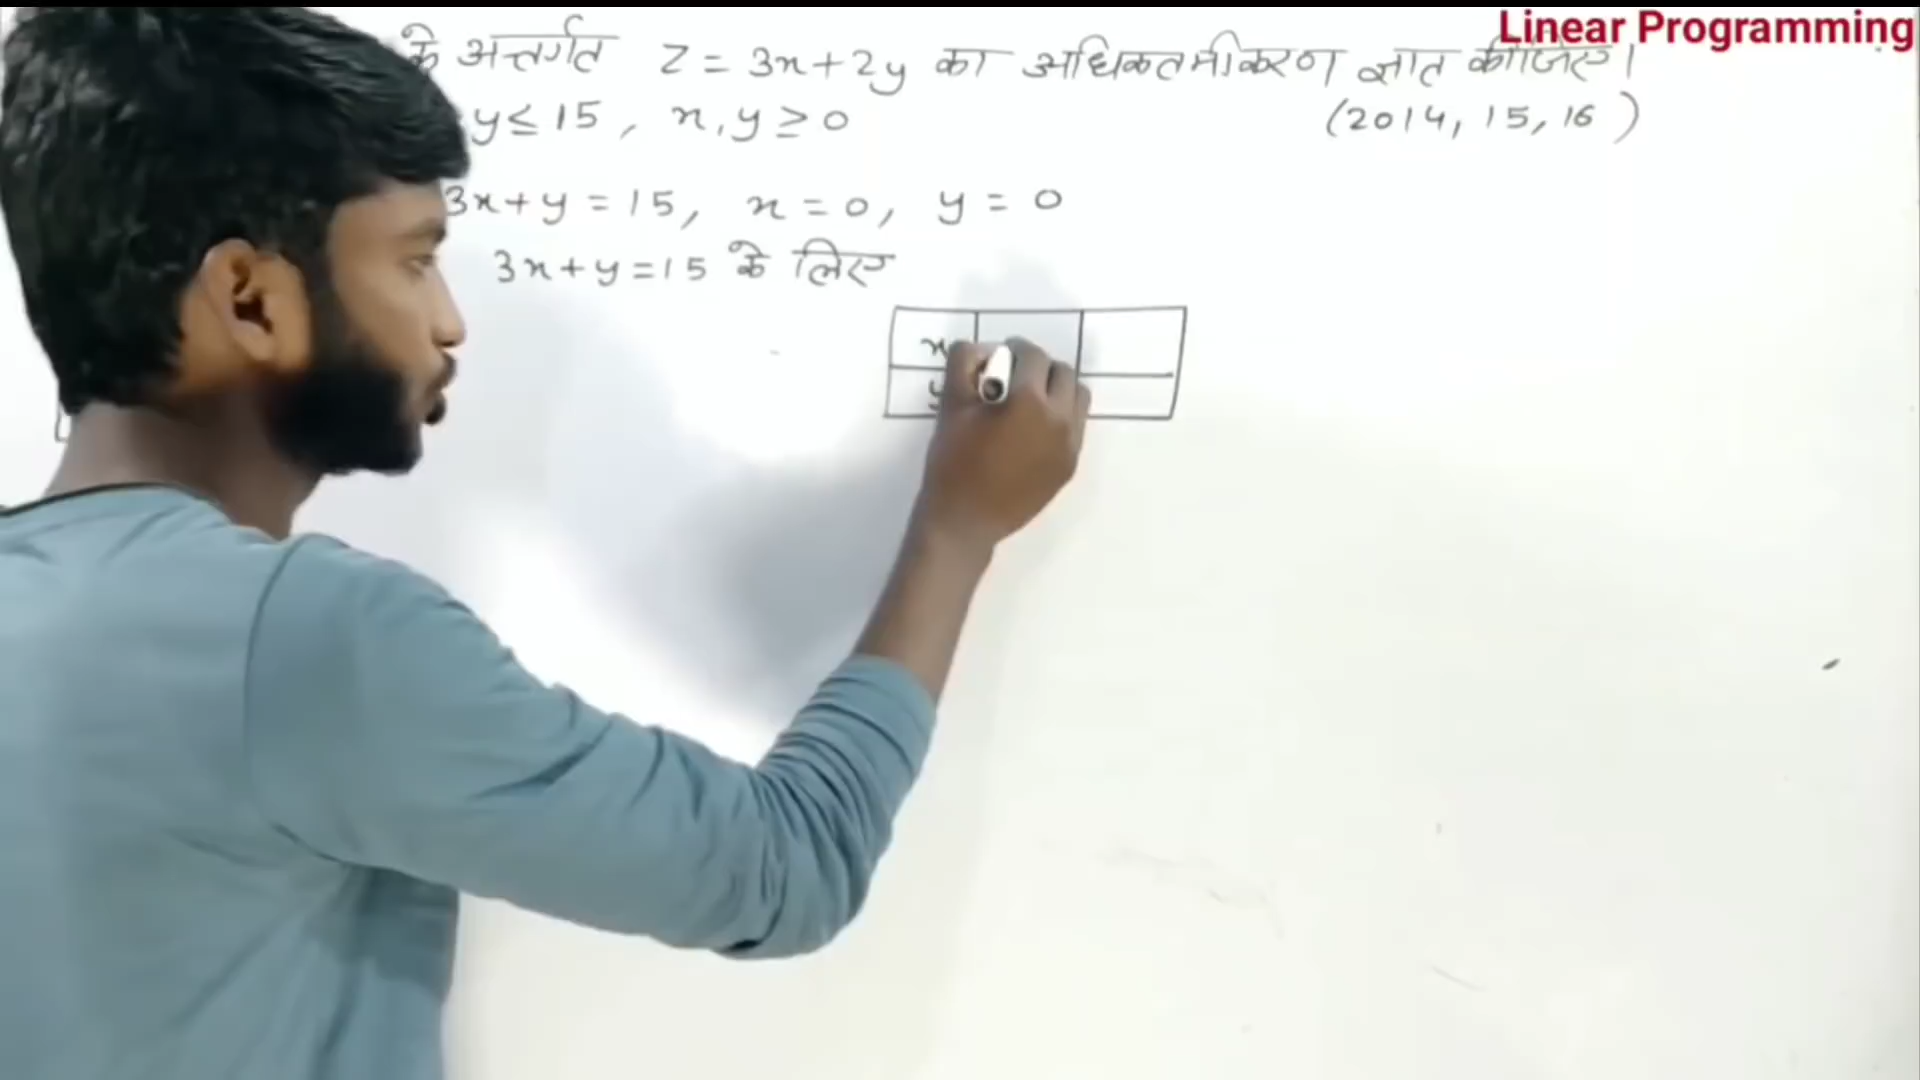 Linear Programming
के अन्तर्गत Z = 3x+2y का अधिकतमीकरण ज्ञात कीजिए।
y ≤ 15 , x, y ≥ 0 (2014, 15, 16 )
3x+y = 15, x = 0, y = 0
3x+y=15 के लिए
x
y